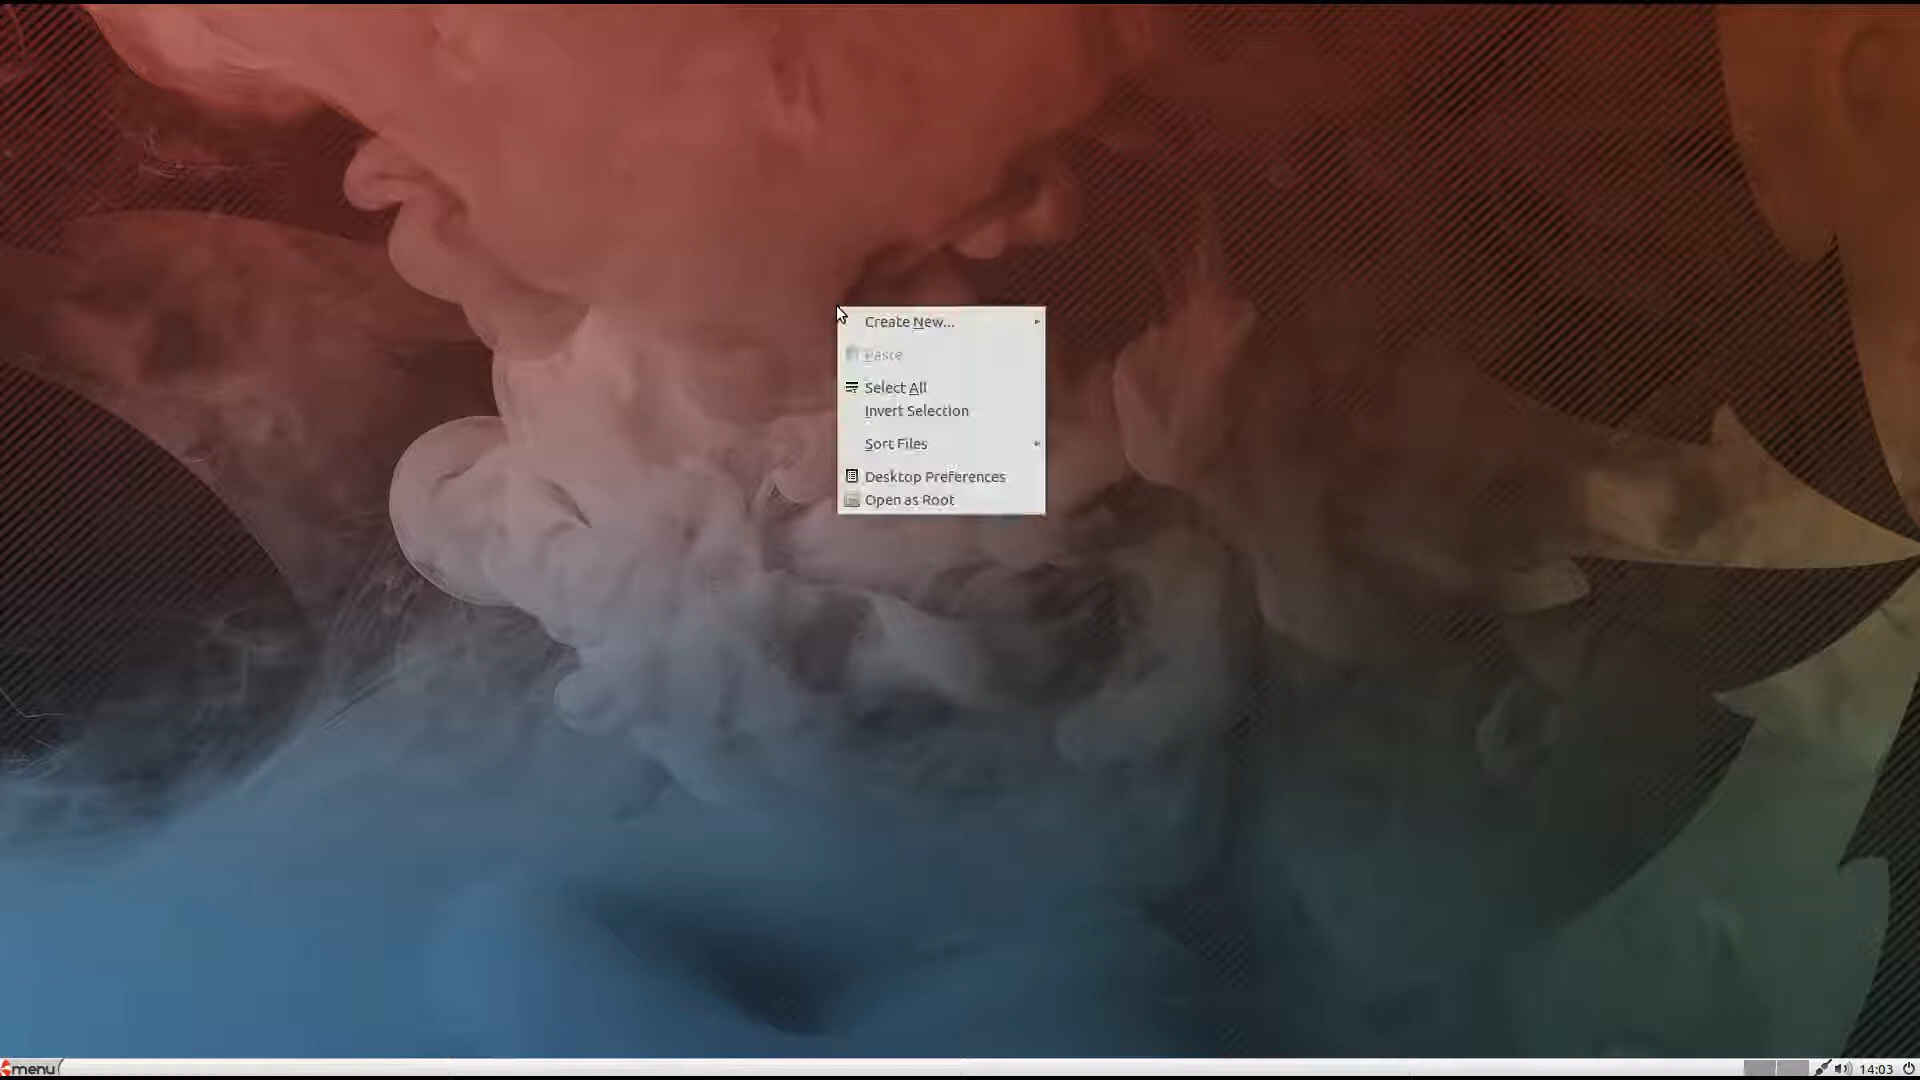 Create New...
Paste
Select All
Invert Selection
Sort Files
Desktop Preferences
Open as Root
menu
14:03